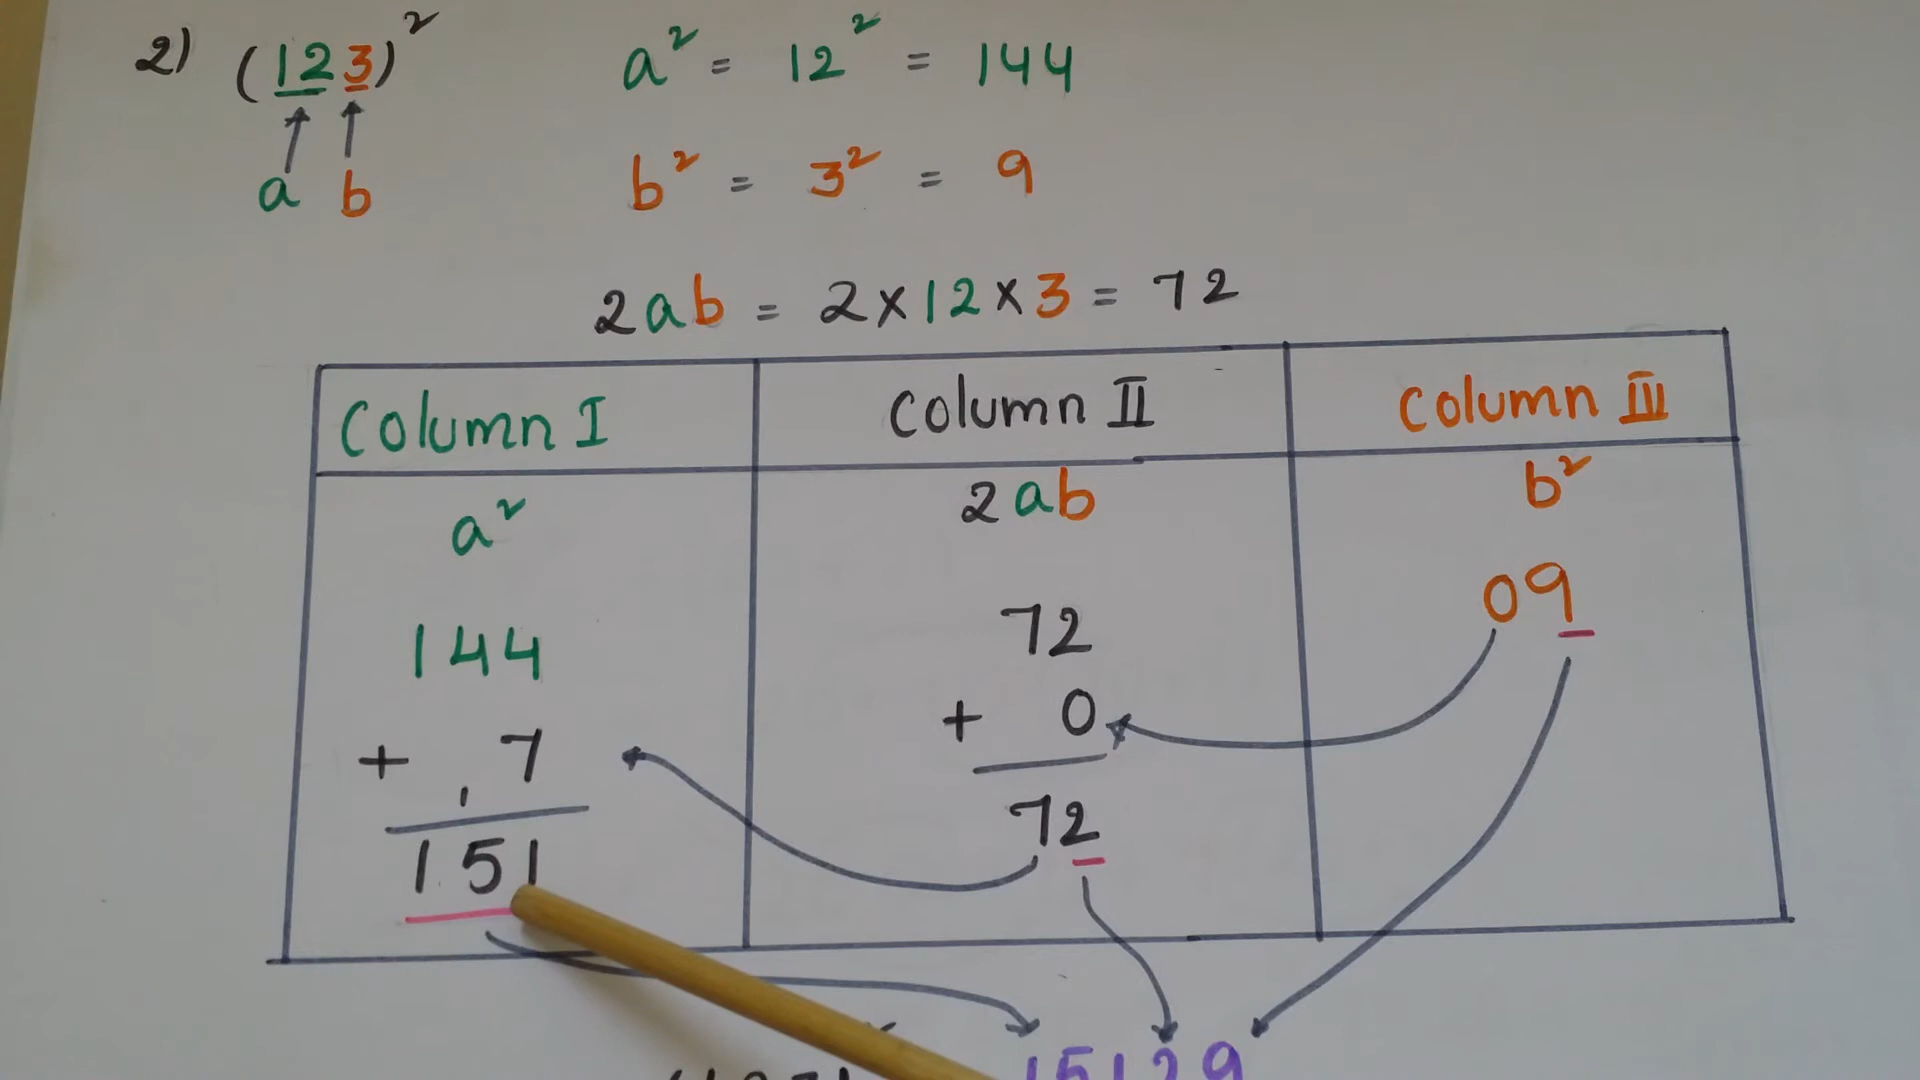 2) (123)² a² = 12² = 144
a b b² = 3² = 9
2ab = 2×12×3 = 72
Column I Column II Column III
a² 2ab b²
144 72 09
+ 7 + 0
1
151 72
15129